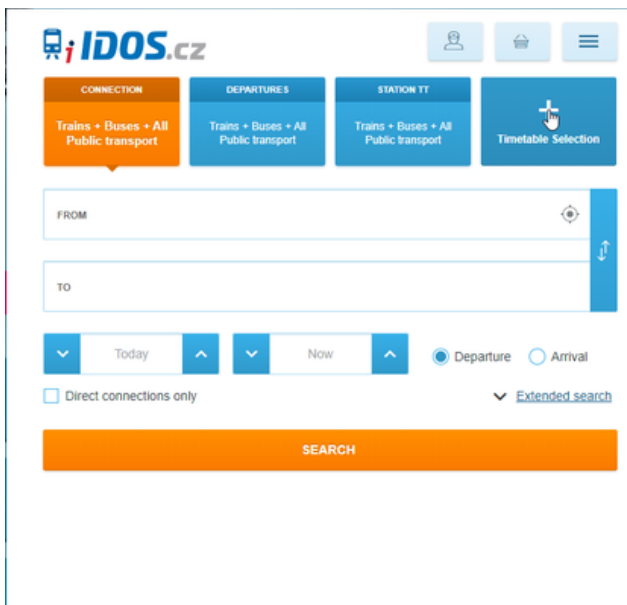 iIDOS.cz
CONNECTION
Trains + Buses + All
Public transport
DEPARTURES
Trains + Buses + All
Public transport
STATION TT
Trains + Buses + All
Public transport
Timetable Selection
FROM
TO
Today
Now
Departure
Arrival
Direct connections only
Extended search
SEARCH